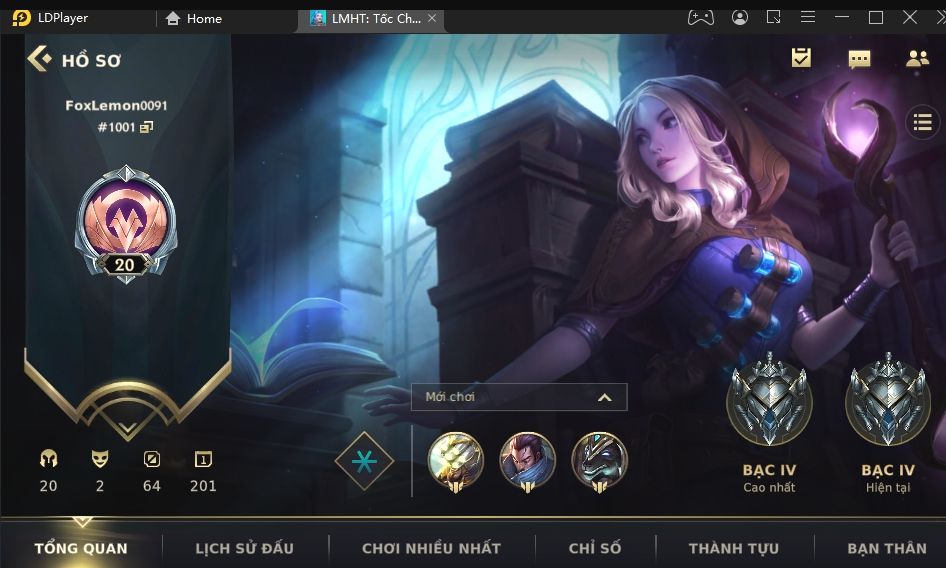 LDPlayer
Home
LMHT: Tốc Ch...
HỒ SƠ
FoxLemon0091
#1001
20
Mới chơi
20
2
64
1
201
BẠC IV
Cao nhất
BẠC IV
Hiện tại
TỔNG QUAN
LỊCH SỬ ĐẤU
CHƠI NHIỀU NHẤT
CHỈ SỐ
THÀNH TỰU
BẠN THÂN